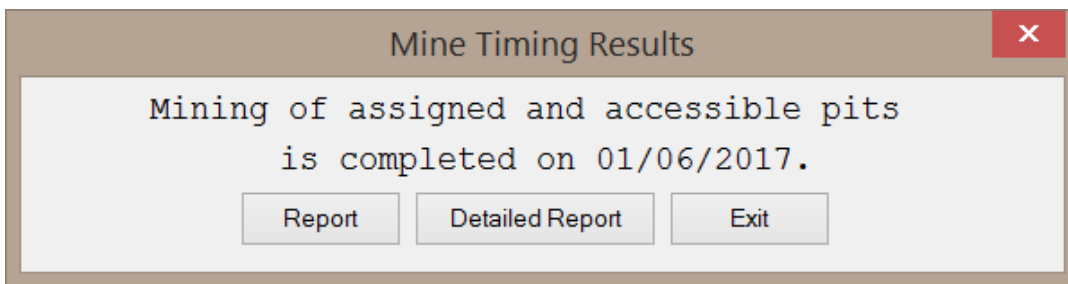 Mine Timing Results
Mining of assigned and accessible pits
is completed on 01/06/2017.
Report Detailed Report Exit